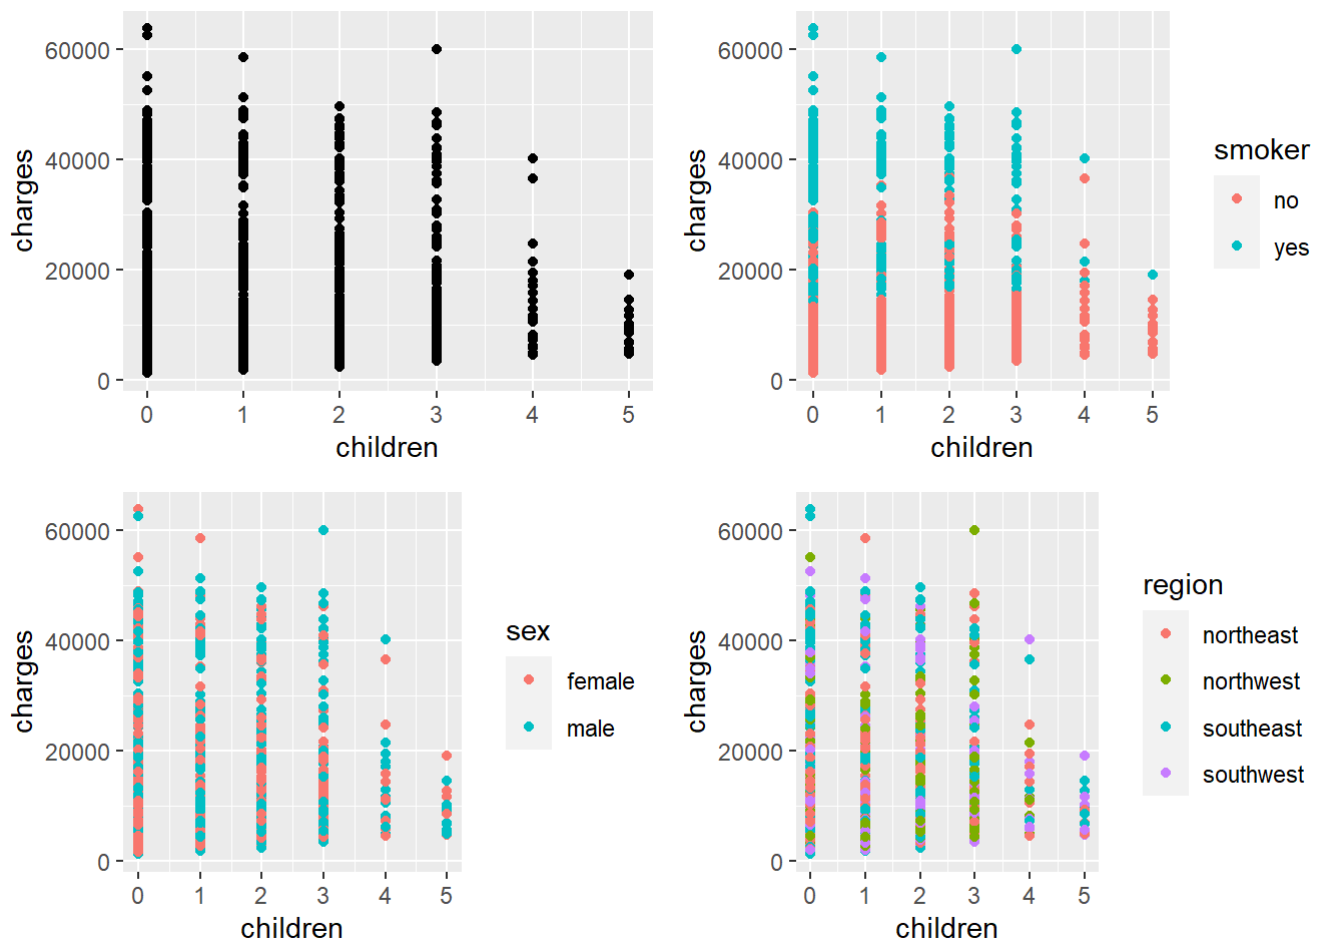 60000
40000
20000
0
charges
0 1 2 3 4 5
children
60000
40000
20000
0
charges
0 1 2 3 4 5
children
smoker
no
yes
60000
40000
20000
0
charges
0 1 2 3 4 5
children
sex
female
male
60000
40000
20000
0
charges
0 1 2 3 4 5
children
region
northeast
northwest
southeast
southwest